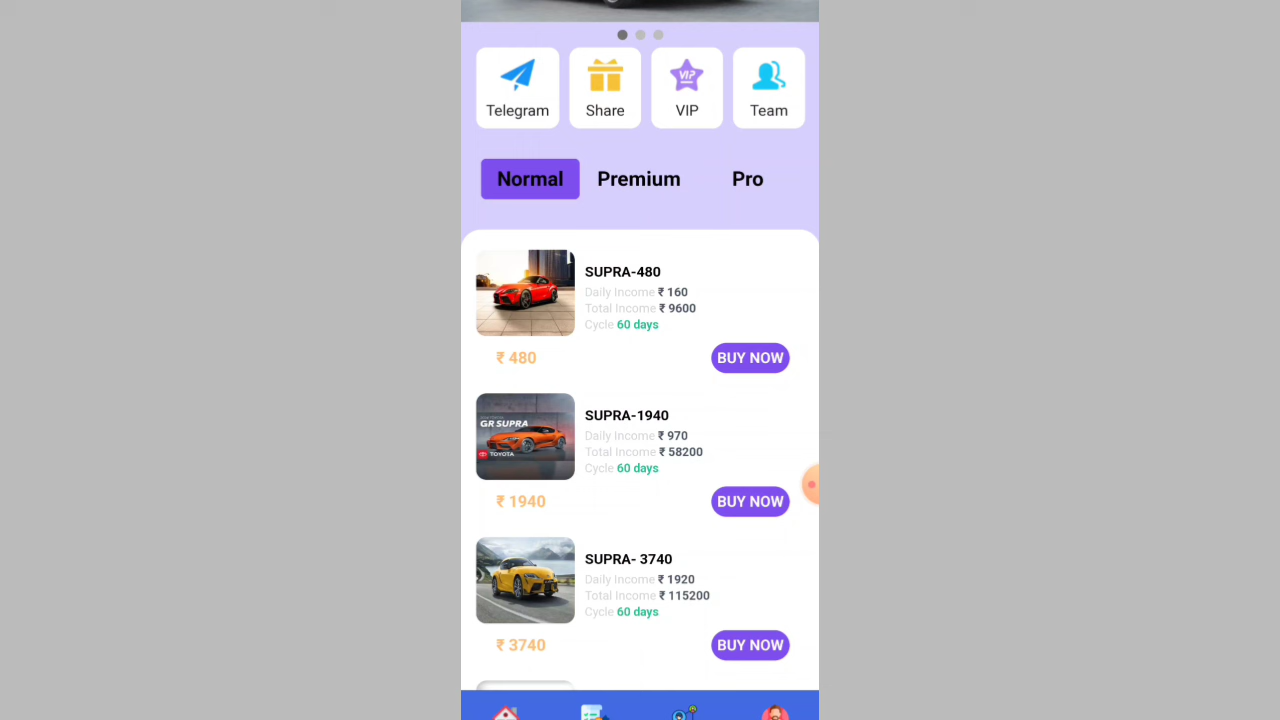 Telegram
Share
VIP
VIP
Team
Normal
Premium
Pro
SUPRA-480
Daily Income ₹ 160
Total Income ₹ 9600
Cycle 60 days
₹ 480
BUY NOW
GR SUPRA
TOYOTA
SUPRA-1940
Daily Income ₹ 970
Total Income ₹ 58200
Cycle 60 days
₹ 1940
BUY NOW
SUPRA- 3740
Daily Income ₹ 1920
Total Income ₹ 115200
Cycle 60 days
₹ 3740
BUY NOW